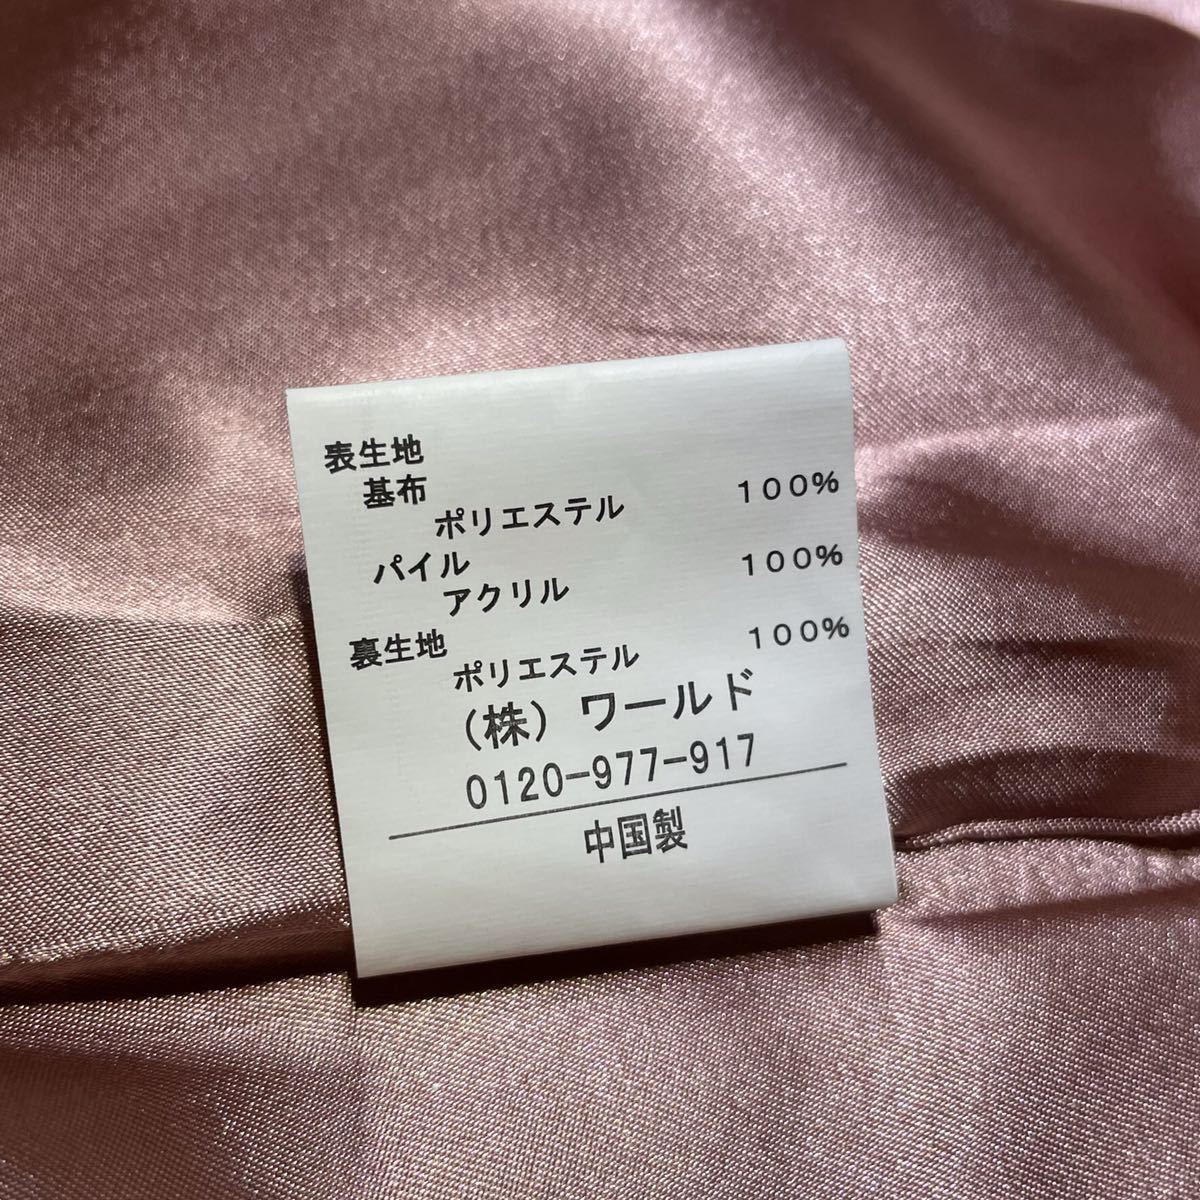 表生地
基布
ポリエステル 100%
パイル
アクリル 100%
裏生地
ポリエステル 100%
(株) ワールド
0120-977-917
中国製